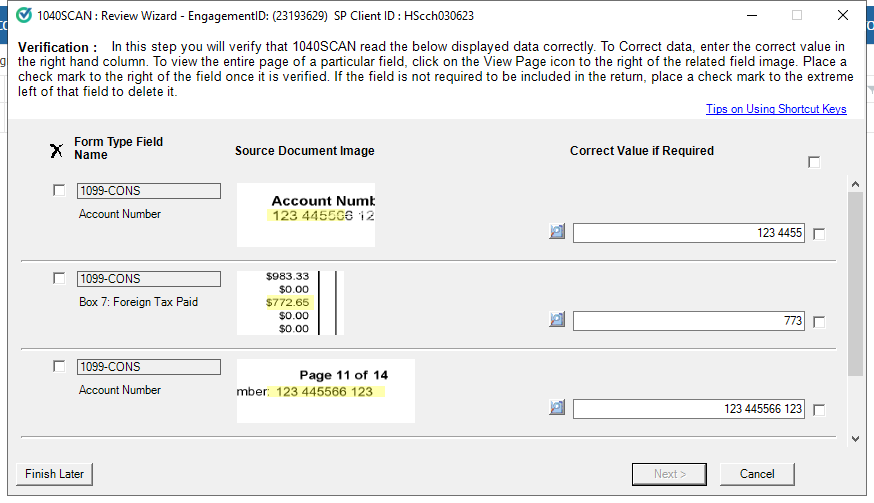 1040SCAN : Review Wizard - EngagementID: (23193629) SP Client ID : HScch030623
Verification : In this step you will verify that 1040SCAN read the below displayed data correctly. To Correct data, enter the correct value in
the right hand column. To view the entire page of a particular field, click on the View Page icon to the right of the related field image. Place a
check mark to the right of the field once it is verified. If the field is not required to be included in the return, place a check mark to the extreme
left of that field to delete it.
Tips on Using Shortcut Keys
Form Type Field
Name
Source Document Image
Correct Value if Required
1099-CONS
Account Number
Account Numb
123 445566 12
123 4455
1099-CONS
Box 7: Foreign Tax Paid
$983.33
$0.00
$772.65
$0.00
$0.00
773
1099-CONS
Account Number
Page 11 of 14
mber: 123 445566 123
123 445566 123
Finish Later
Next >
Cancel